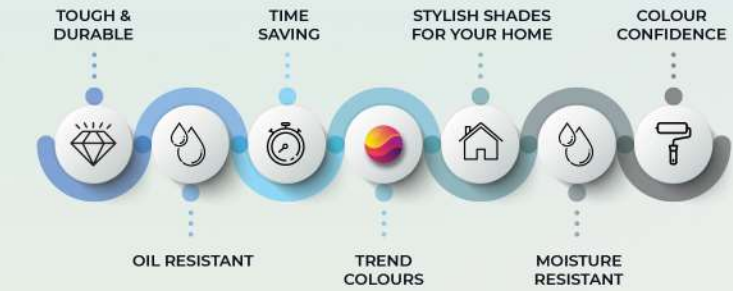 TOUGH &
DURABLE
TIME
SAVING
STYLISH SHADES
FOR YOUR HOME
COLOUR
CONFIDENCE
OIL RESISTANT
TREND
COLOURS
MOISTURE
RESISTANT